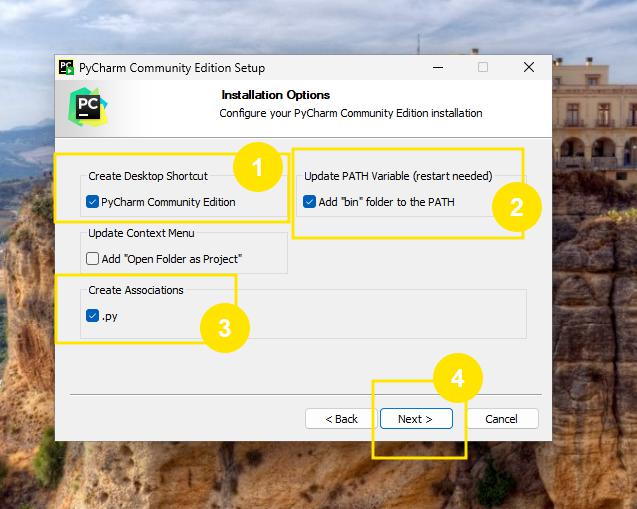 PC PyCharm Community Edition Setup
PC
Installation Options
Configure your PyCharm Community Edition installation
1
Create Desktop Shortcut
Update PATH Variable (restart needed)
PyCharm Community Edition
Add "bin" folder to the PATH
2
Update Context Menu
Add "Open Folder as Project"
Create Associations
.py
3
4
< Back
Next >
Cancel